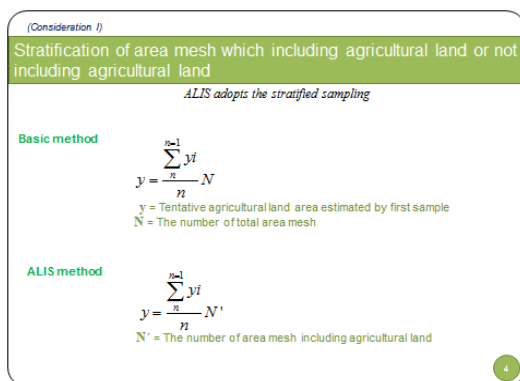 (Consideration I)
Stratification of area mesh which including agricultural land or not
including agricultural land
ALIS adopts the stratified sampling
Basic method
n=1
∑ yi
n
y = ―― N
n
y = Tentative agricultural land area estimated by first sample
N = The number of total area mesh
ALIS method
n=1
∑ yi
n
y = ―― N'
n
N' = The number of area mesh including agricultural land
4